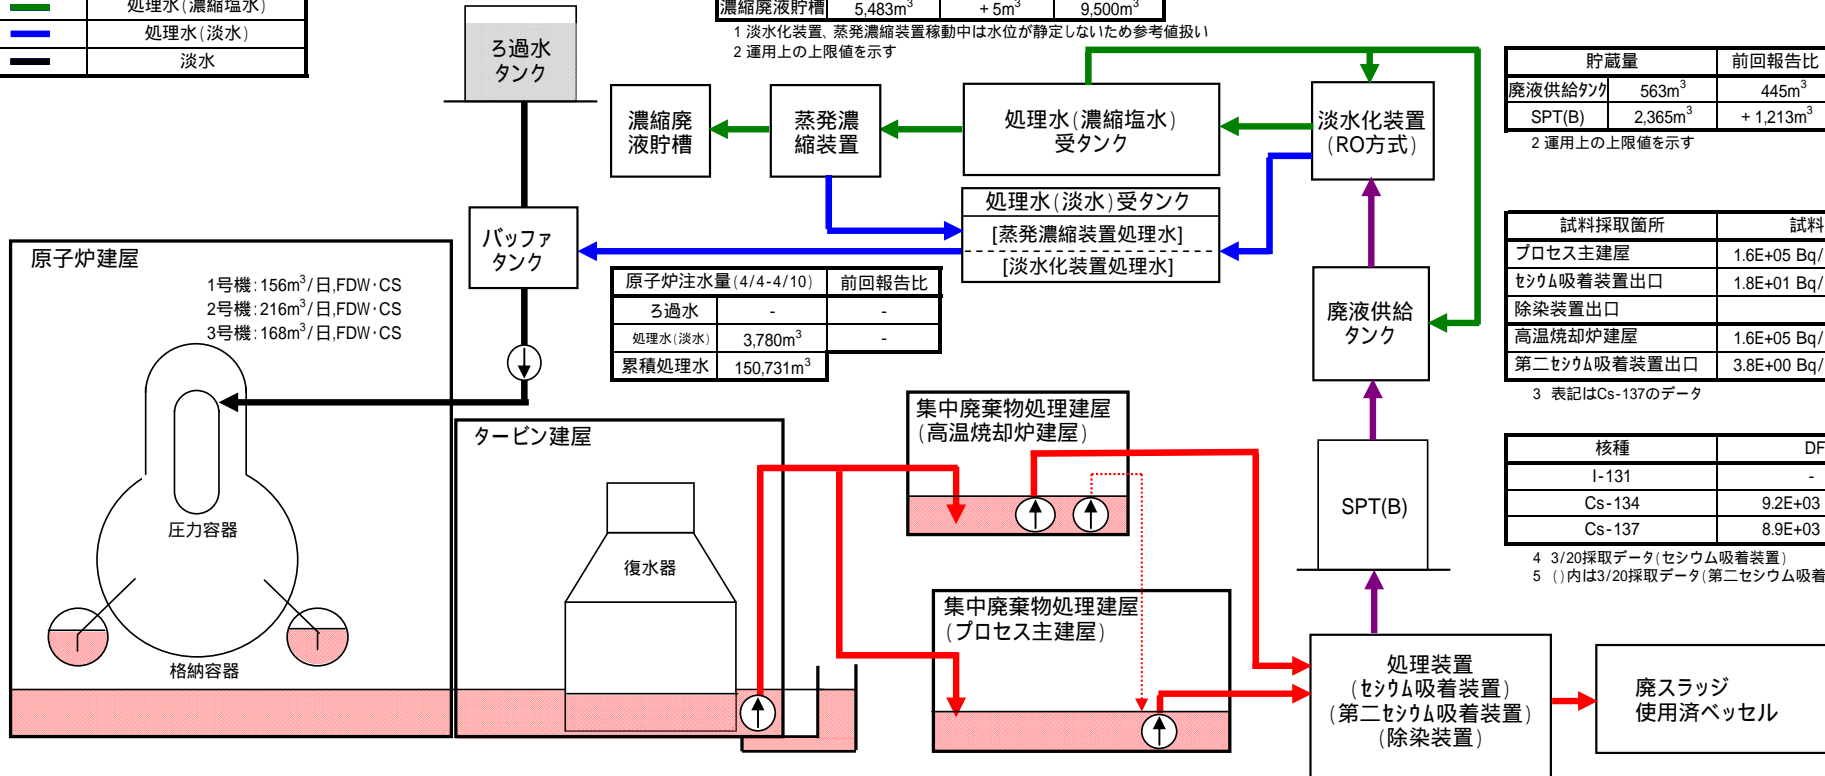 処理水(濃縮塩水)
処理水(淡水)
淡水
ろ過水
タンク
濃縮廃液貯槽 5,483m³ +5m³ 9,500m³
1 淡水化装置、蒸発濃縮装置稼動中は水位が静定しないため参考値扱い
2 運用上の上限値を示す
濃縮廃
液貯槽
蒸発濃
縮装置
処理水(濃縮塩水)
受タンク
淡水化装置
(RO方式)
処理水(淡水)受タンク
[蒸発濃縮装置処理水]
[淡水化装置処理水]
バッファ
タンク
貯蔵量 前回報告比
廃液供給タンク 563m³ 445m³
SPT(B) 2,365m³ +1,213m³
2 運用上の上限値を示す
原子炉建屋
1号機:156m³/日,FDW・CS
2号機:216m³/日,FDW・CS
3号機:168m³/日,FDW・CS
圧力容器
格納容器
原子炉注水量(4/4-4/10) 前回報告比
ろ過水 - -
処理水(淡水) 3,780m³ -
累積処理水 150,731m³
廃液供給
タンク
試料採取箇所 試料
プロセス主建屋 1.6E+05 Bq/
セシウム吸着装置出口 1.8E+01 Bq/
除染装置出口
高温焼却炉建屋 1.6E+05 Bq/
第二セシウム吸着装置出口 3.8E+00 Bq/
3 表記はCs-137のデータ
タービン建屋
復水器
集中廃棄物処理建屋
(高温焼却炉建屋)
集中廃棄物処理建屋
(プロセス主建屋)
SPT(B)
核種 DF
I-131 -
Cs-134 9.2E+03
Cs-137 8.9E+03
4 3/20採取データ(セシウム吸着装置)
5 ()内は3/20採取データ(第二セシウム吸着
処理装置
(セシウム吸着装置)
(第二セシウム吸着装置)
(除染装置)
廃スラッジ
使用済ベッセル